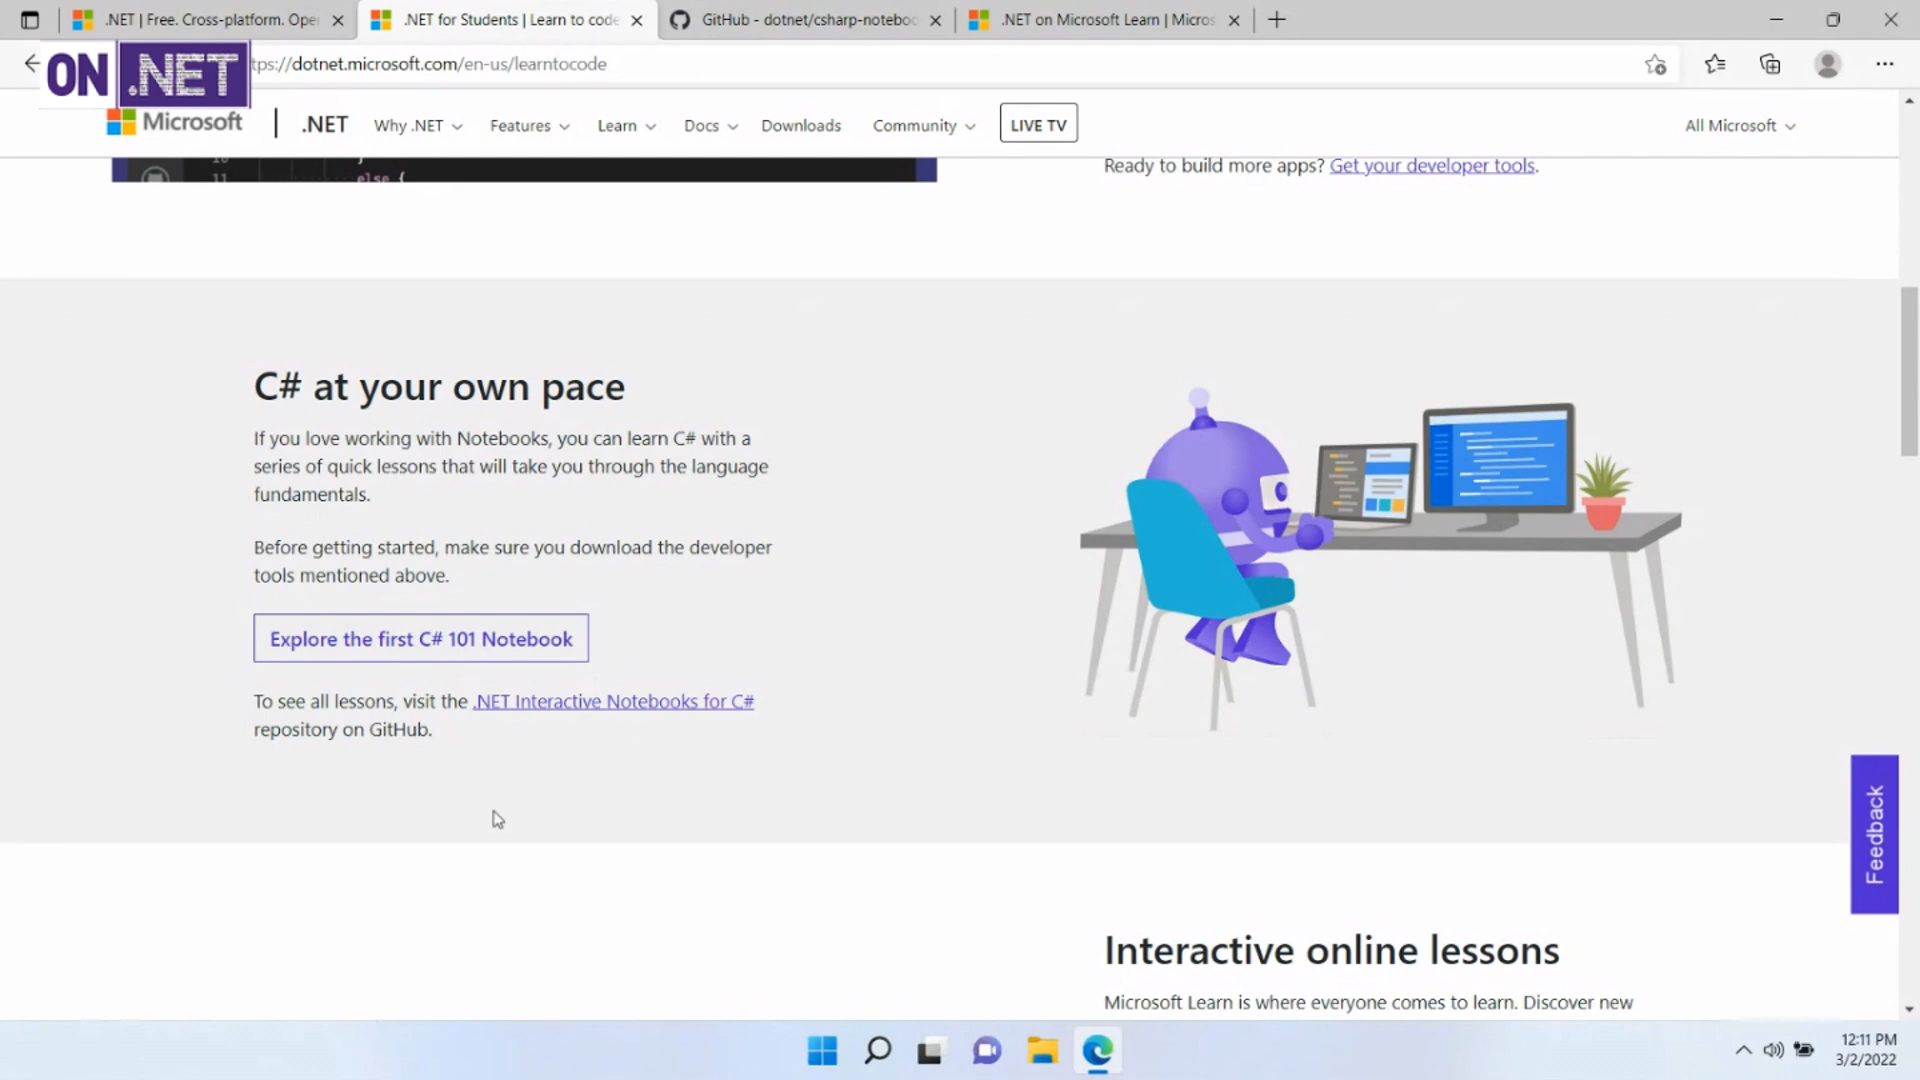 .NET | Free. Cross-platform. Ope
.NET for Students | Learn to code
GitHub - dotnet/csharp-noteboo
.NET on Microsoft Learn | Micros
ON .NET
tps://dotnet.microsoft.com/en-us/learntocode
Microsoft
.NET
Why .NET
Features
Learn
Docs
Downloads
Community
LIVE TV
All Microsoft
11
else {
Ready to build more apps? Get your developer tools.
C# at your own pace
If you love working with Notebooks, you can learn C# with a
series of quick lessons that will take you through the language
fundamentals.
Before getting started, make sure you download the developer
tools mentioned above.
Explore the first C# 101 Notebook
To see all lessons, visit the .NET Interactive Notebooks for C#
repository on GitHub.
Feedback
Interactive online lessons
Microsoft Learn is where everyone comes to learn. Discover new
12:11 PM
3/2/2022